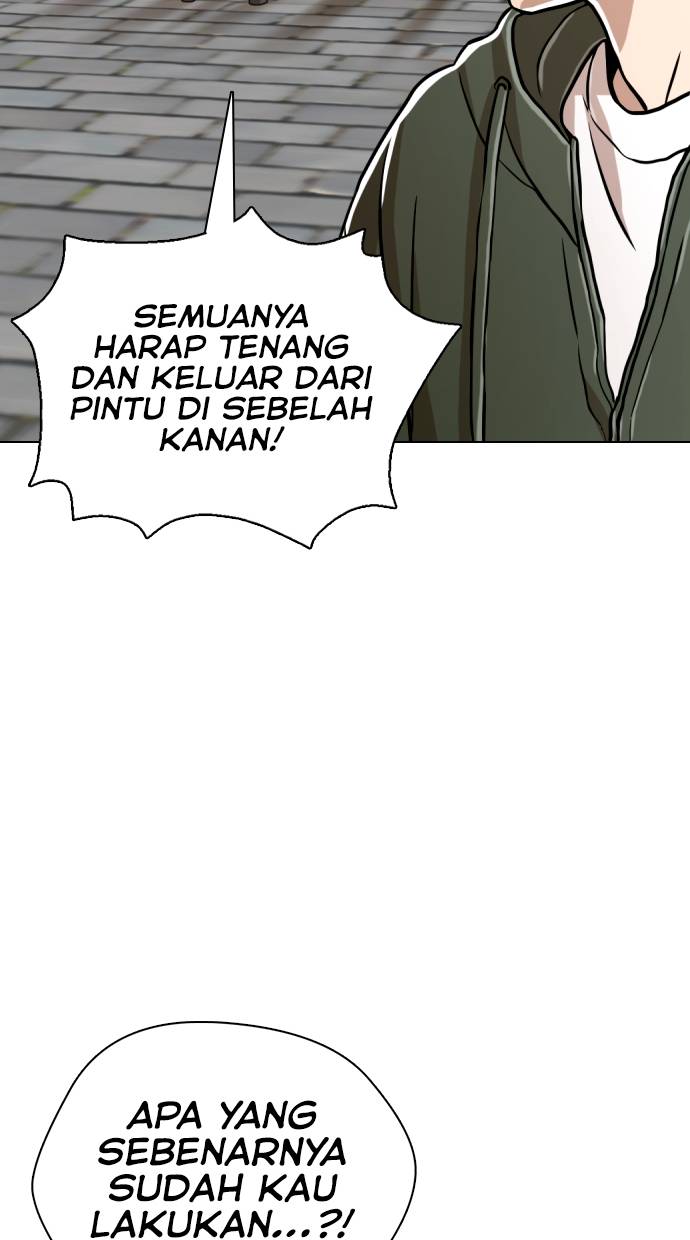 SEMUANYA
HARAP TENANG
DAN KELUAR DARI
PINTU DI SEBELAH
KANAN!
APA YANG
SEBENARNYA
SUDAH KAU
LAKUKAN...?!